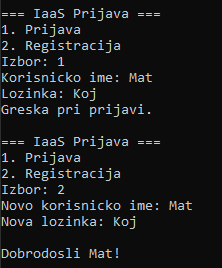 === IaaS Prijava ===
1. Prijava
2. Registracija
Izbor: 1
Korisnicko ime: Mat
Lozinka: Koj
Greska pri prijavi.
=== IaaS Prijava ===
1. Prijava
2. Registracija
Izbor: 2
Novo korisnicko ime: Mat
Nova lozinka: Koj
Dobrodosli Mat!